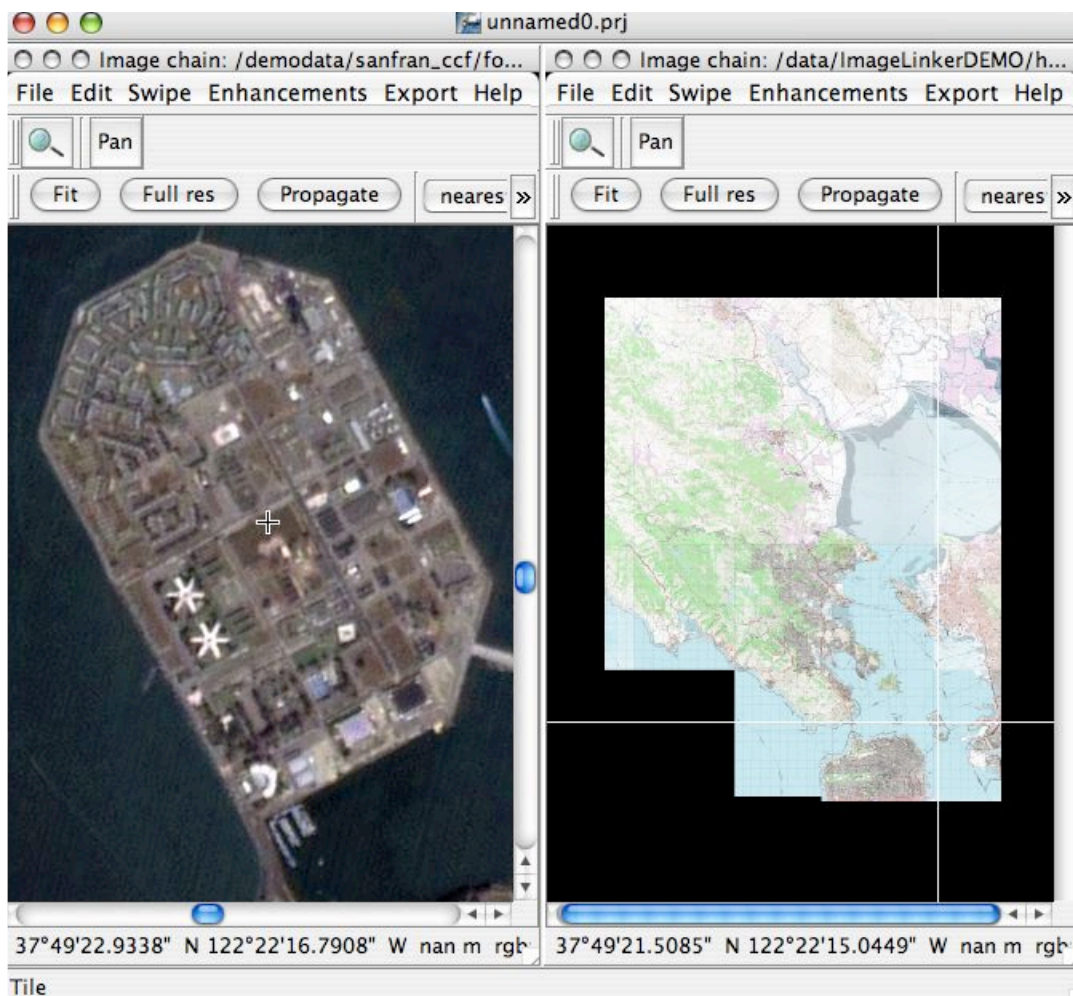 unnamed0.prj
Image chain: /demodata/sanfran_ccf/fo...
File Edit Swipe Enhancements Export Help
Pan
Fit Full res Propagate neares »
37°49'22.9338" N 122°22'16.7908" W nan m rgb
Image chain: /data/ImageLinkerDEMO/h...
File Edit Swipe Enhancements Export Help
Pan
Fit Full res Propagate neares »
37°49'21.5085" N 122°22'15.0449" W nan m rgb
Tile